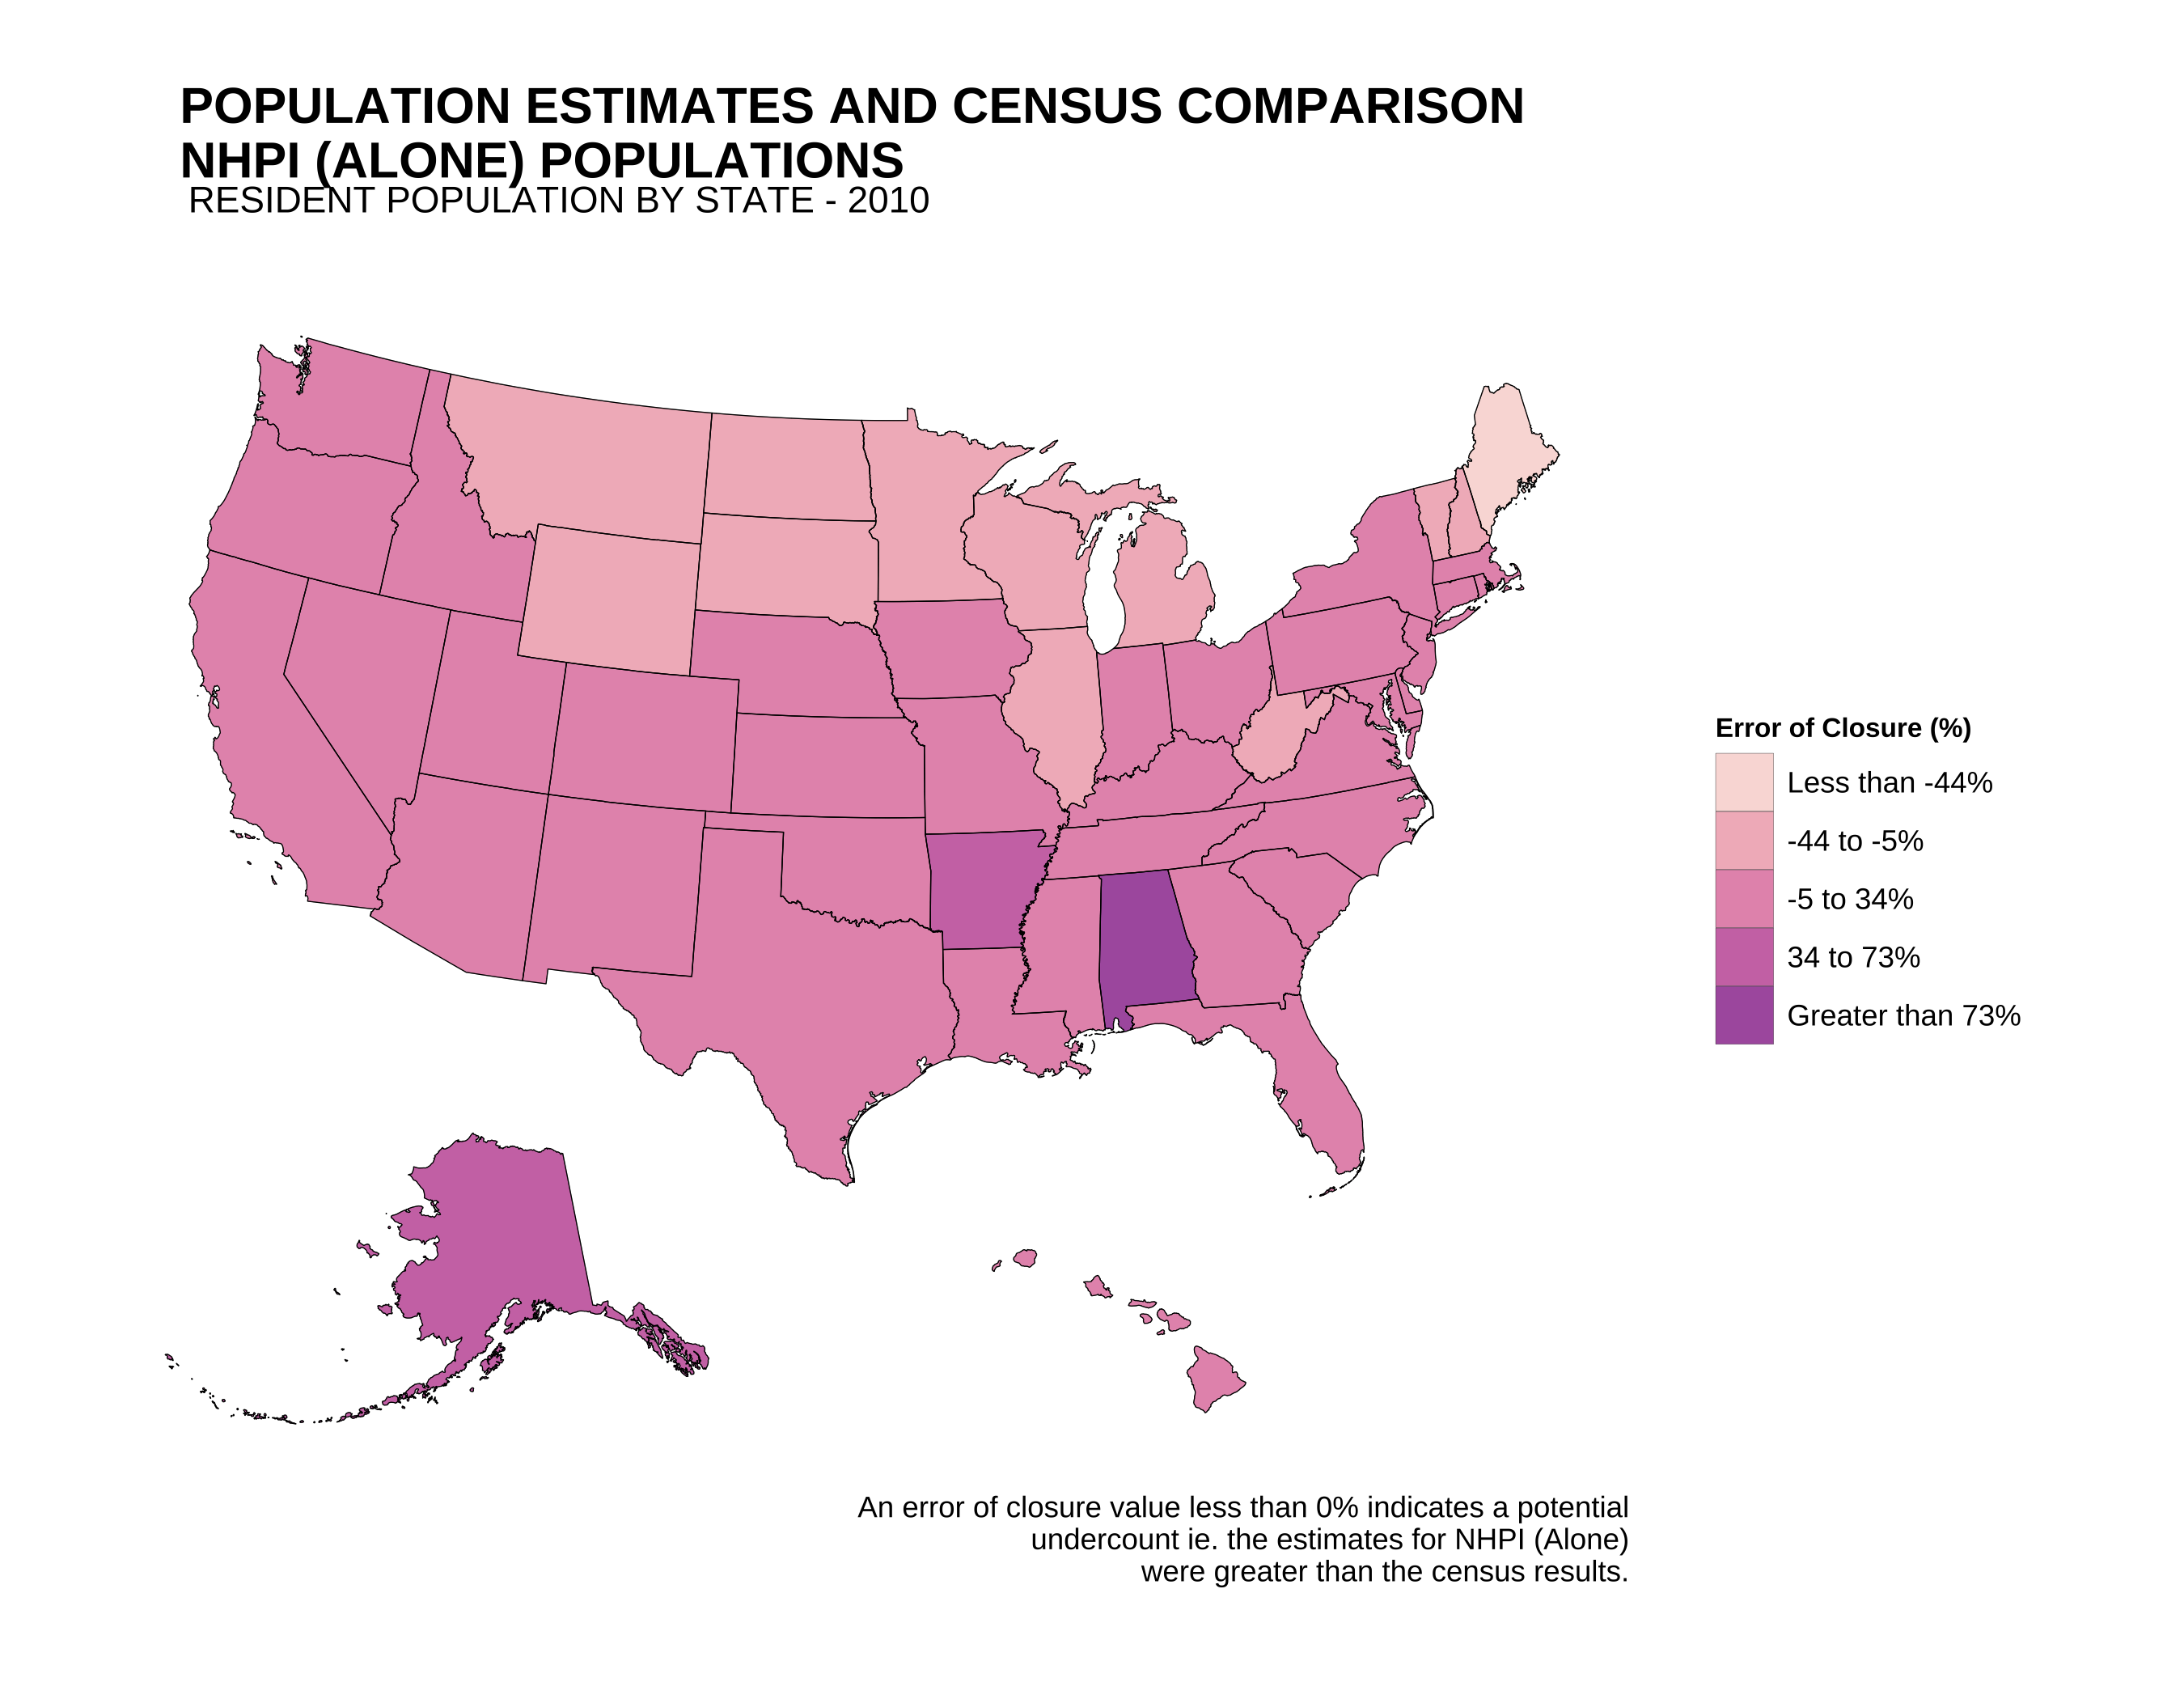 POPULATION ESTIMATES AND CENSUS COMPARISON
NHPI (ALONE) POPULATIONS
RESIDENT POPULATION BY STATE - 2010
Error of Closure (%)
Less than -44%
-44 to -5%
-5 to 34%
34 to 73%
Greater than 73%
An error of closure value less than 0% indicates a potential
undercount ie. the estimates for NHPI (Alone)
were greater than the census results.